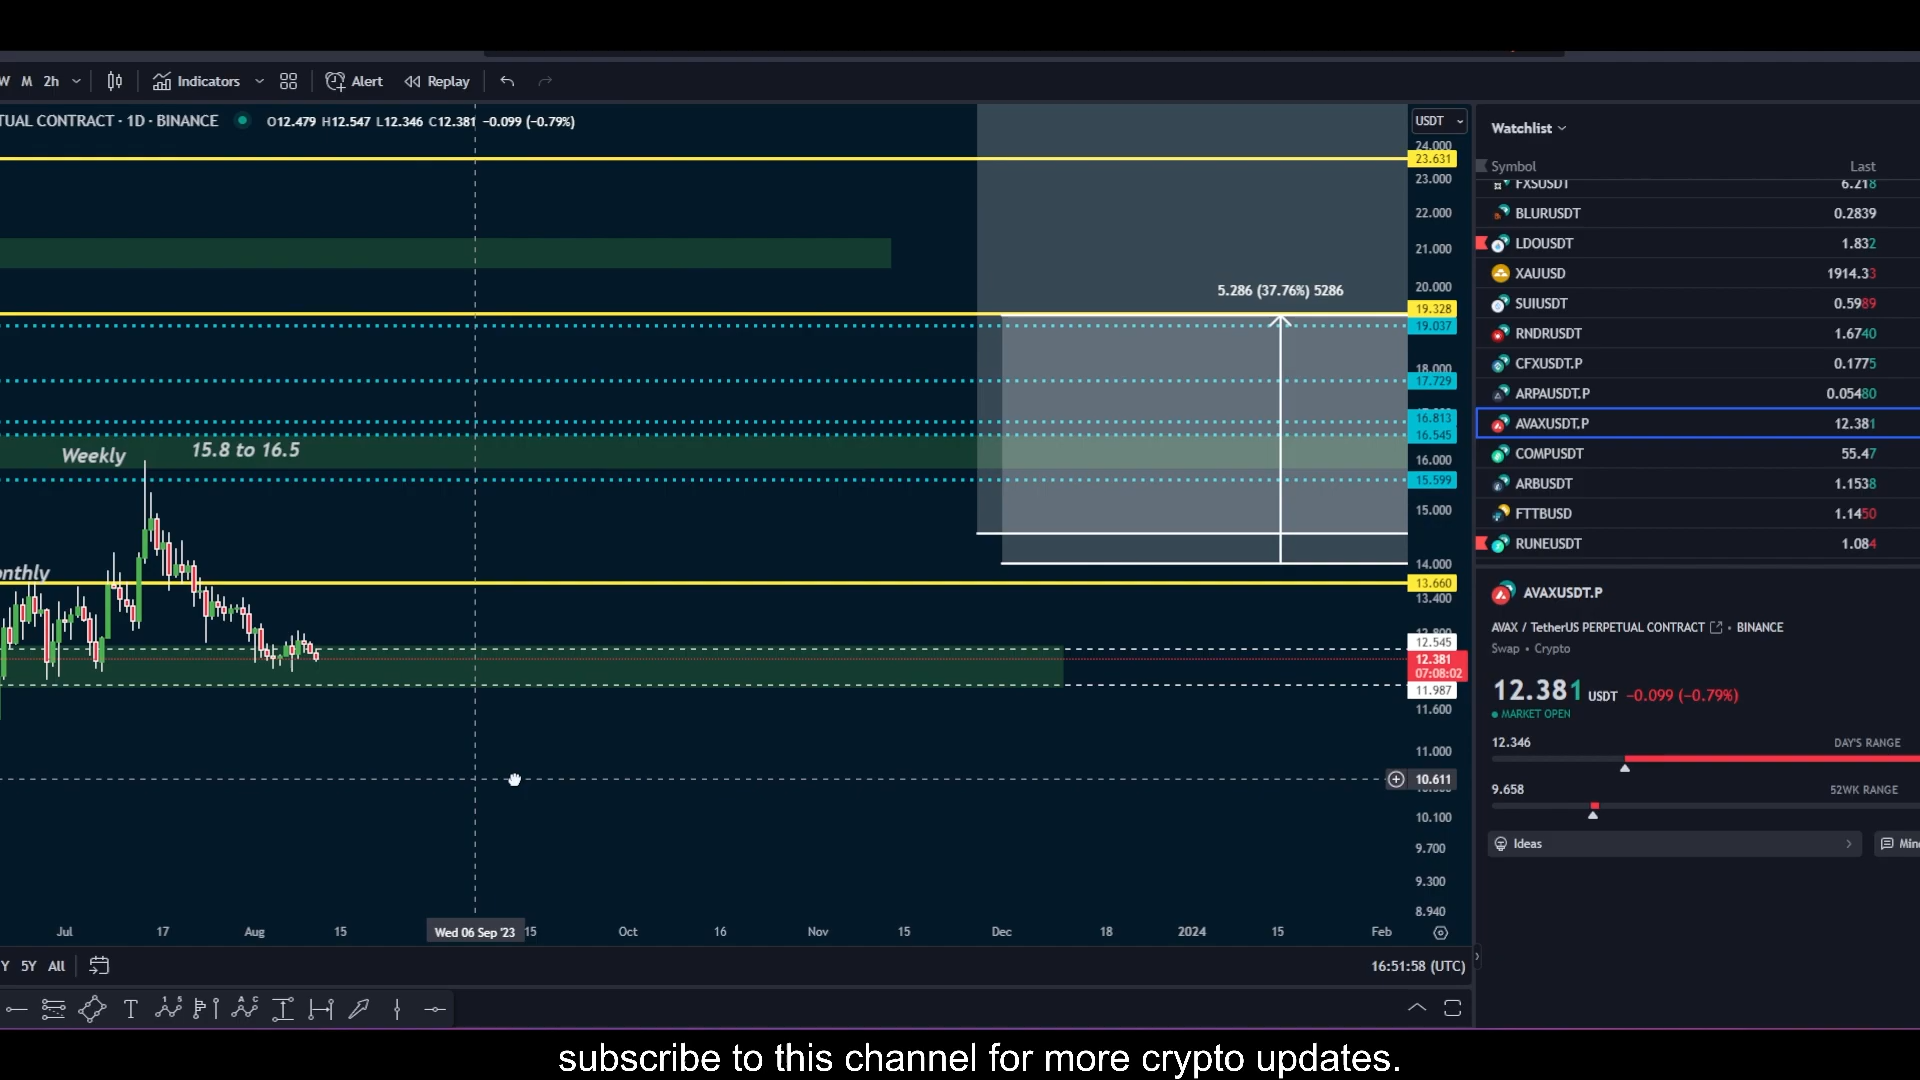 W M 2h Indicators Alert Replay
TUAL CONTRACT · 1D · BINANCE O12.479 H12.547 L12.346 C12.381 −0.099 (−0.79%)
USDT
24.000
23.631
23.000
22.000
21.000
5.286 (37.76%) 5286
20.000
19.328
19.037
18.000
17.729
16.813
16.545
Weekly 15.8 to 16.5
16.000
15.599
15.000
14.000
onthly
13.660
13.400
12.545
12.381
07:08:02
11.987
11.600
11.000
10.611
10.100
9.700
9.300
8.940
Jul 17 Aug 15 Wed 06 Sep '23 15 Oct 16 Nov 15 Dec 18 2024 15 Feb
Y 5Y All
16:51:58 (UTC)
Watchlist
Symbol Last
FXSUSDT 6.218
BLURUSDT 0.2839
LDOUSDT 1.832
XAUUSD 1914.33
SUIUSDT 0.5989
RNDRUSDT 1.6740
CFXUSDT.P 0.1775
ARPAUSDT.P 0.05480
AVAXUSDT.P 12.381
COMPUSDT 55.47
ARBUSDT 1.1538
FTTBUSD 1.1450
RUNEUSDT 1.084
AVAXUSDT.P
AVAX / TetherUS PERPETUAL CONTRACT • BINANCE
Swap • Crypto
12.381 USDT −0.099 (−0.79%)
MARKET OPEN
12.346 DAY'S RANGE
9.658 52WK RANGE
Ideas Min
subscribe to this channel for more crypto updates.